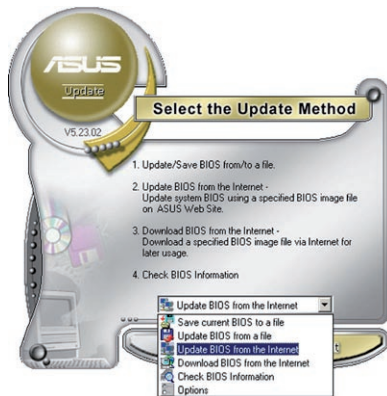 ASUS
Update
V5.23.02
Select the Update Method
1. Update/Save BIOS from/to a file.
2. Update BIOS from the Internet -
Update system BIOS using a specified BIOS image file
on ASUS Web Site.
3. Download BIOS from the Internet -
Download a specified BIOS image file via Internet for
later usage.
4. Check BIOS Information
Update BIOS from the Internet
Save current BIOS to a file
Update BIOS from a file
Update BIOS from the Internet
Download BIOS from the Internet
Check BIOS Information
Options